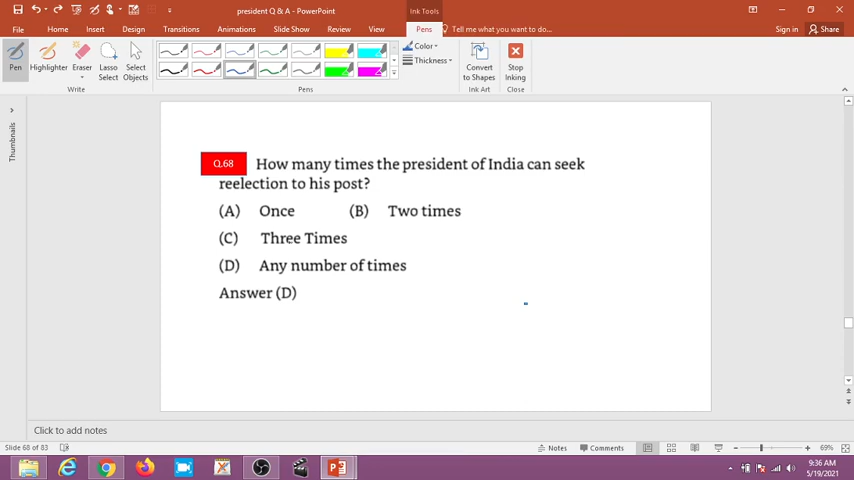 president Q & A - PowerPoint
Ink Tools
Sign in
Share
File
Home
Insert
Design
Transitions
Animations
Slide Show
Review
View
Pens
Tell me what you want to do...
Pen
Highlighter
Eraser
Lasso Select
Select Objects
Color
Thickness
Convert to Shapes
Stop Inking
Write
Pens
Ink Art
Close
Thumbnails
Q.68 How many times the president of India can seek
reelection to his post?
(A) Once (B) Two times
(C) Three Times
(D) Any number of times
Answer (D)
Click to add notes
Slide 68 of 83
Notes
Comments
69%
9:36 AM
5/19/2021